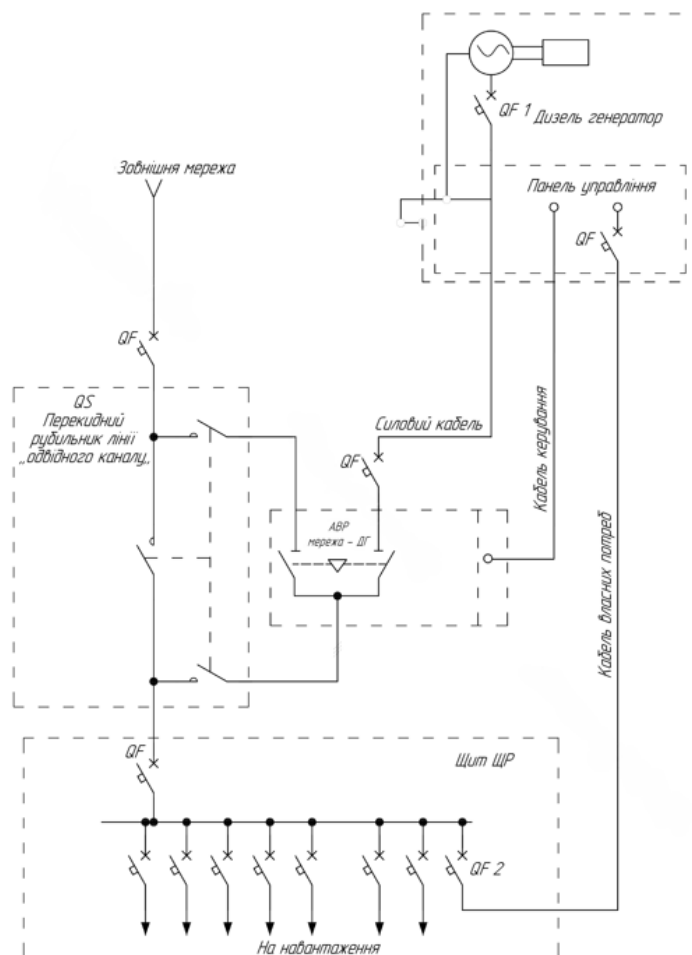 QF 1
Дизель генератор
Зовнішня мережа
Панель управління
QF
QF
QS
Перекидний
рубильник лінії
„одвідного каналу„
Силовий кабель
QF
Кабель керування
АВР
мережа - ДГ
Кабель власних потреб
QF
Щит ЩР
QF 2
На навантаження